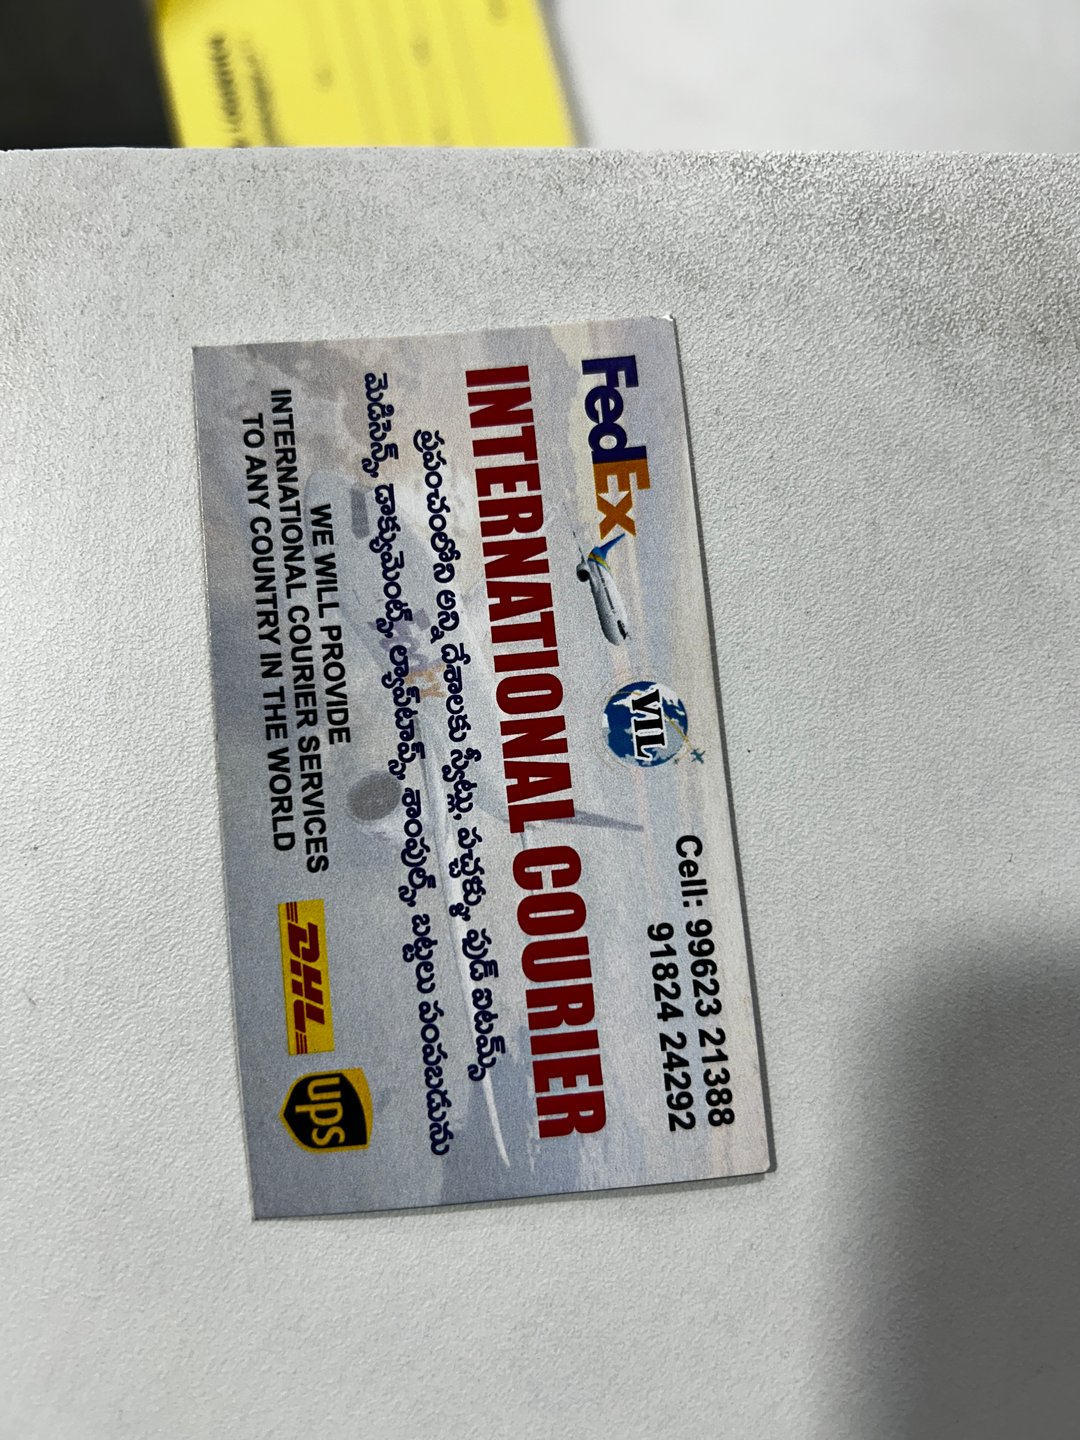 FedEx
VIL
Cell: 99623 21388
91824 24292
INTERNATIONAL COURIER
ప్రపంచంలోని అన్ని దేశాలకు స్వీట్లు, పచ్చళ్ళు, ఫుడ్ ఐటమ్స్
మెడిసిన్స్, డాక్యుమెంట్స్, ల్యాప్‌టాప్స్, శాంపుల్స్, బట్టలు పంపబడును
WE WILL PROVIDE
INTERNATIONAL COURIER SERVICES
TO ANY COUNTRY IN THE WORLD
DHL
ups